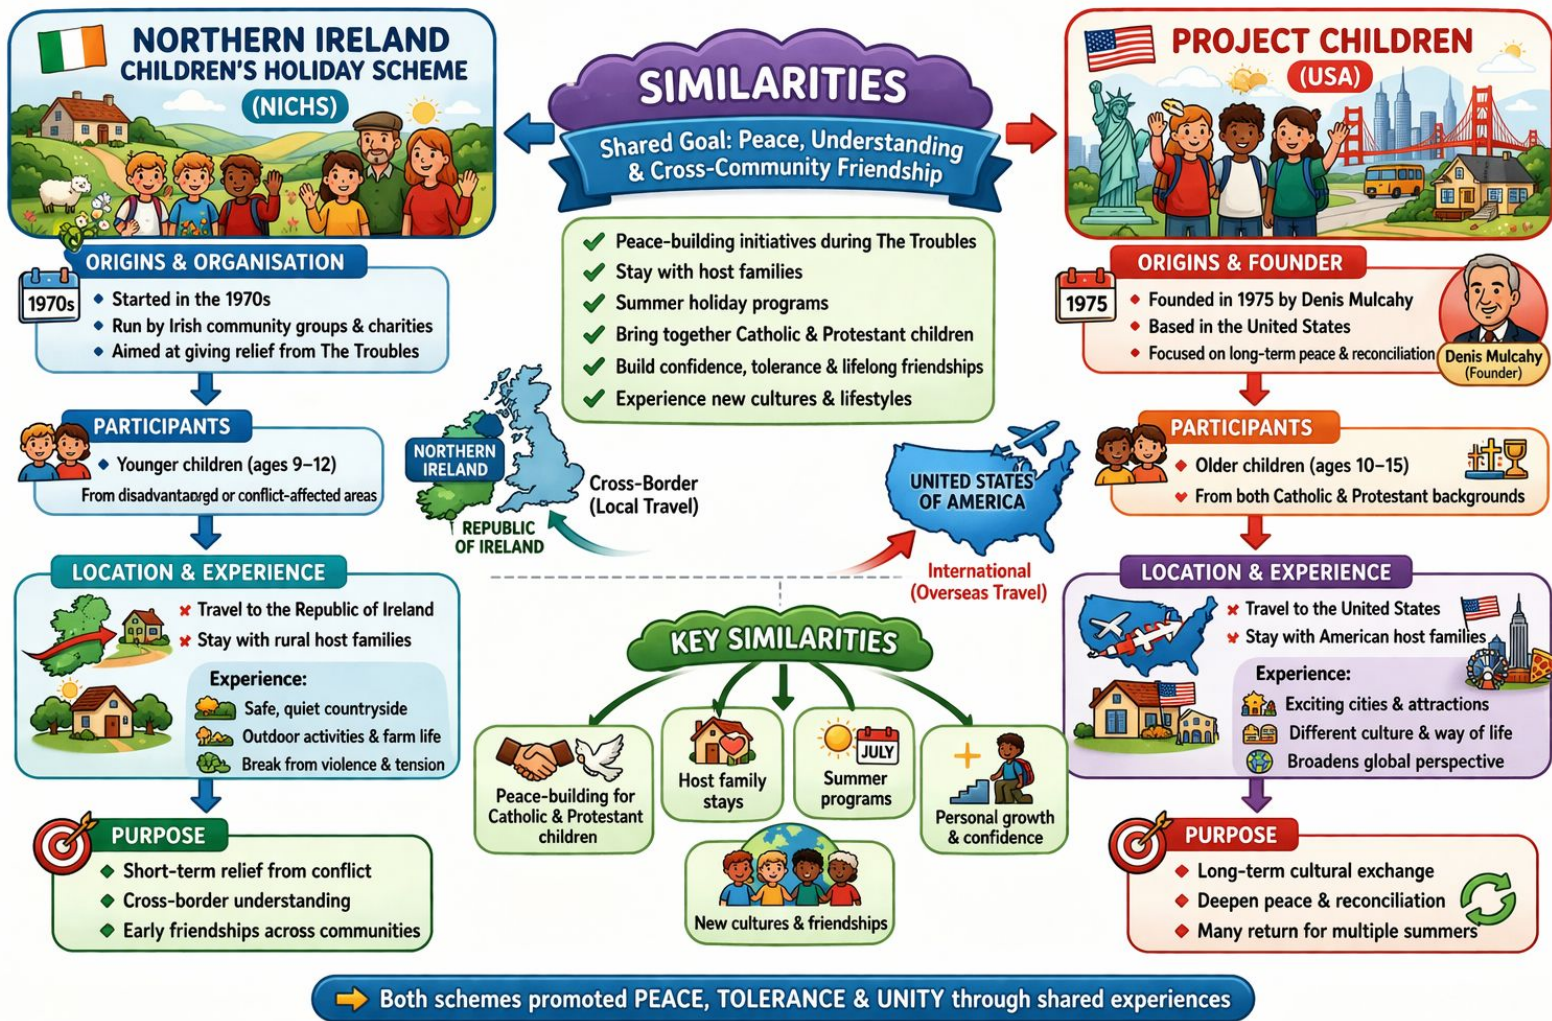 NORTHERN IRELAND
CHILDREN'S HOLIDAY SCHEME
(NICHS)
ORIGINS & ORGANISATION
1970s
Started in the 1970s
Run by Irish community groups & charities
Aimed at giving relief from The Troubles
PARTICIPANTS
Younger children (ages 9–12)
From disadvantaqrgd or conflict-affected areas
LOCATION & EXPERIENCE
Travel to the Republic of Ireland
Stay with rural host families
Experience:
Safe, quiet countryside
Outdoor activities & farm life
Break from violence & tension
PURPOSE
Short-term relief from conflict
Cross-border understanding
Early friendships across communities
SIMILARITIES
Shared Goal: Peace, Understanding
& Cross-Community Friendship
Peace-building initiatives during The Troubles
Stay with host families
Summer holiday programs
Bring together Catholic & Protestant children
Build confidence, tolerance & lifelong friendships
Experience new cultures & lifestyles
NORTHERN
IRELAND
REPUBLIC
OF IRELAND
Cross-Border
(Local Travel)
UNITED STATES
OF AMERICA
International
(Overseas Travel)
KEY SIMILARITIES
Peace-building for
Catholic & Protestant
children
Host family
stays
JULY
Summer
programs
Personal growth
& confidence
New cultures & friendships
PROJECT CHILDREN
(USA)
ORIGINS & FOUNDER
1975
Founded in 1975 by Denis Mulcahy
Based in the United States
Focused on long-term peace & reconciliation
Denis Mulcahy
(Founder)
PARTICIPANTS
Older children (ages 10–15)
From both Catholic & Protestant backgrounds
LOCATION & EXPERIENCE
Travel to the United States
Stay with American host families
Experience:
Exciting cities & attractions
Different culture & way of life
Broadens global perspective
PURPOSE
Long-term cultural exchange
Deepen peace & reconciliation
Many return for multiple summers
Both schemes promoted PEACE, TOLERANCE & UNITY through shared experiences